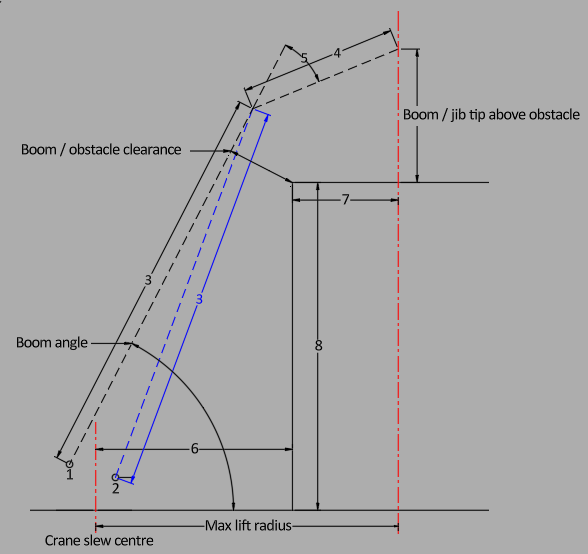 5
4
Boom / jib tip above obstacle
Boom / obstacle clearance
7
3
3
Boom angle
8
6
1
2
Max lift radius
Crane slew centre